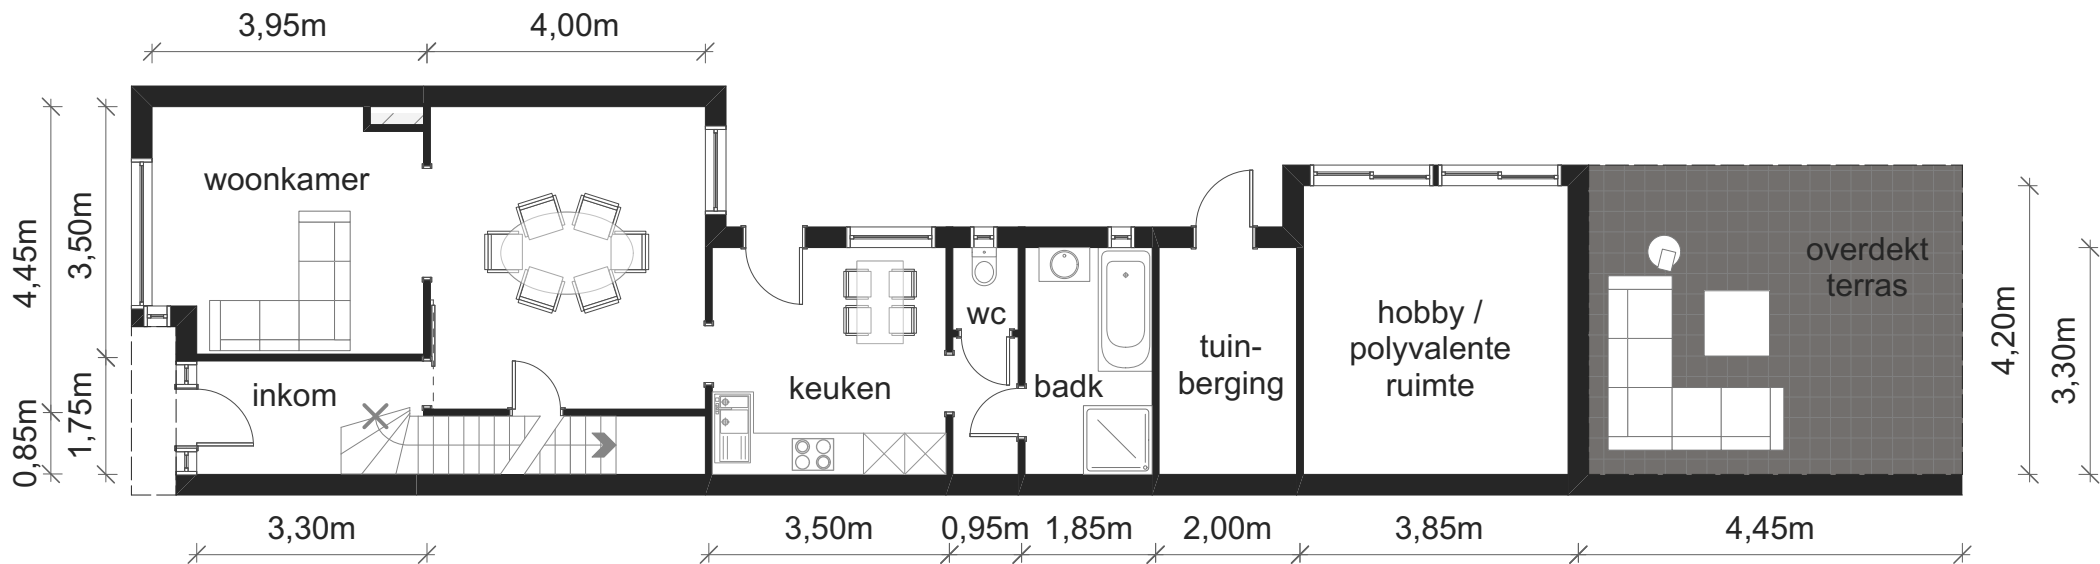 3,95m
4,00m
woonkamer
4,45m
3,50m
0,85m
1,75m
inkom
keuken
wc
badk
tuin-
berging
hobby /
polyvalente
ruimte
overdekt
terras
4,20m
3,30m
3,30m
3,50m
0,95m
1,85m
2,00m
3,85m
4,45m